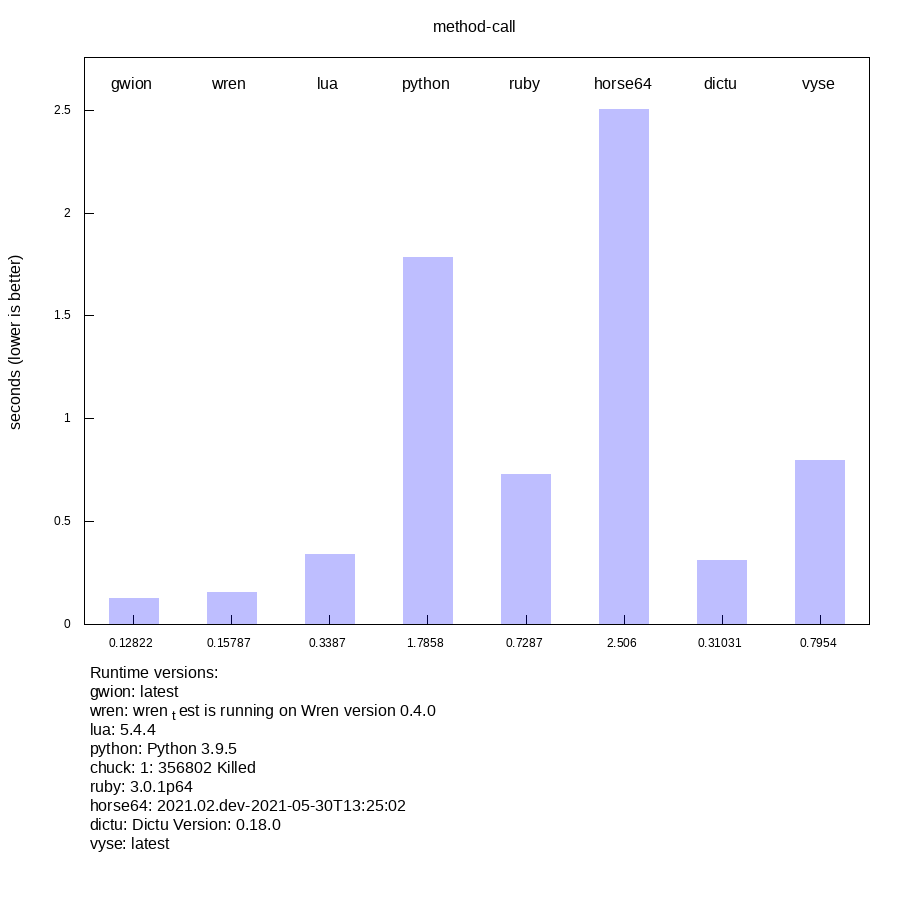 method-call
gwion wren lua python ruby horse64 dictu vyse
seconds (lower is better)
2.5
2
1.5
1
0.5
0
0.12822 0.15787 0.3387 1.7858 0.7287 2.506 0.31031 0.7954
Runtime versions:
gwion: latest
wren: wren t est is running on Wren version 0.4.0
lua: 5.4.4
python: Python 3.9.5
chuck: 1: 356802 Killed
ruby: 3.0.1p64
horse64: 2021.02.dev-2021-05-30T13:25:02
dictu: Dictu Version: 0.18.0
vyse: latest